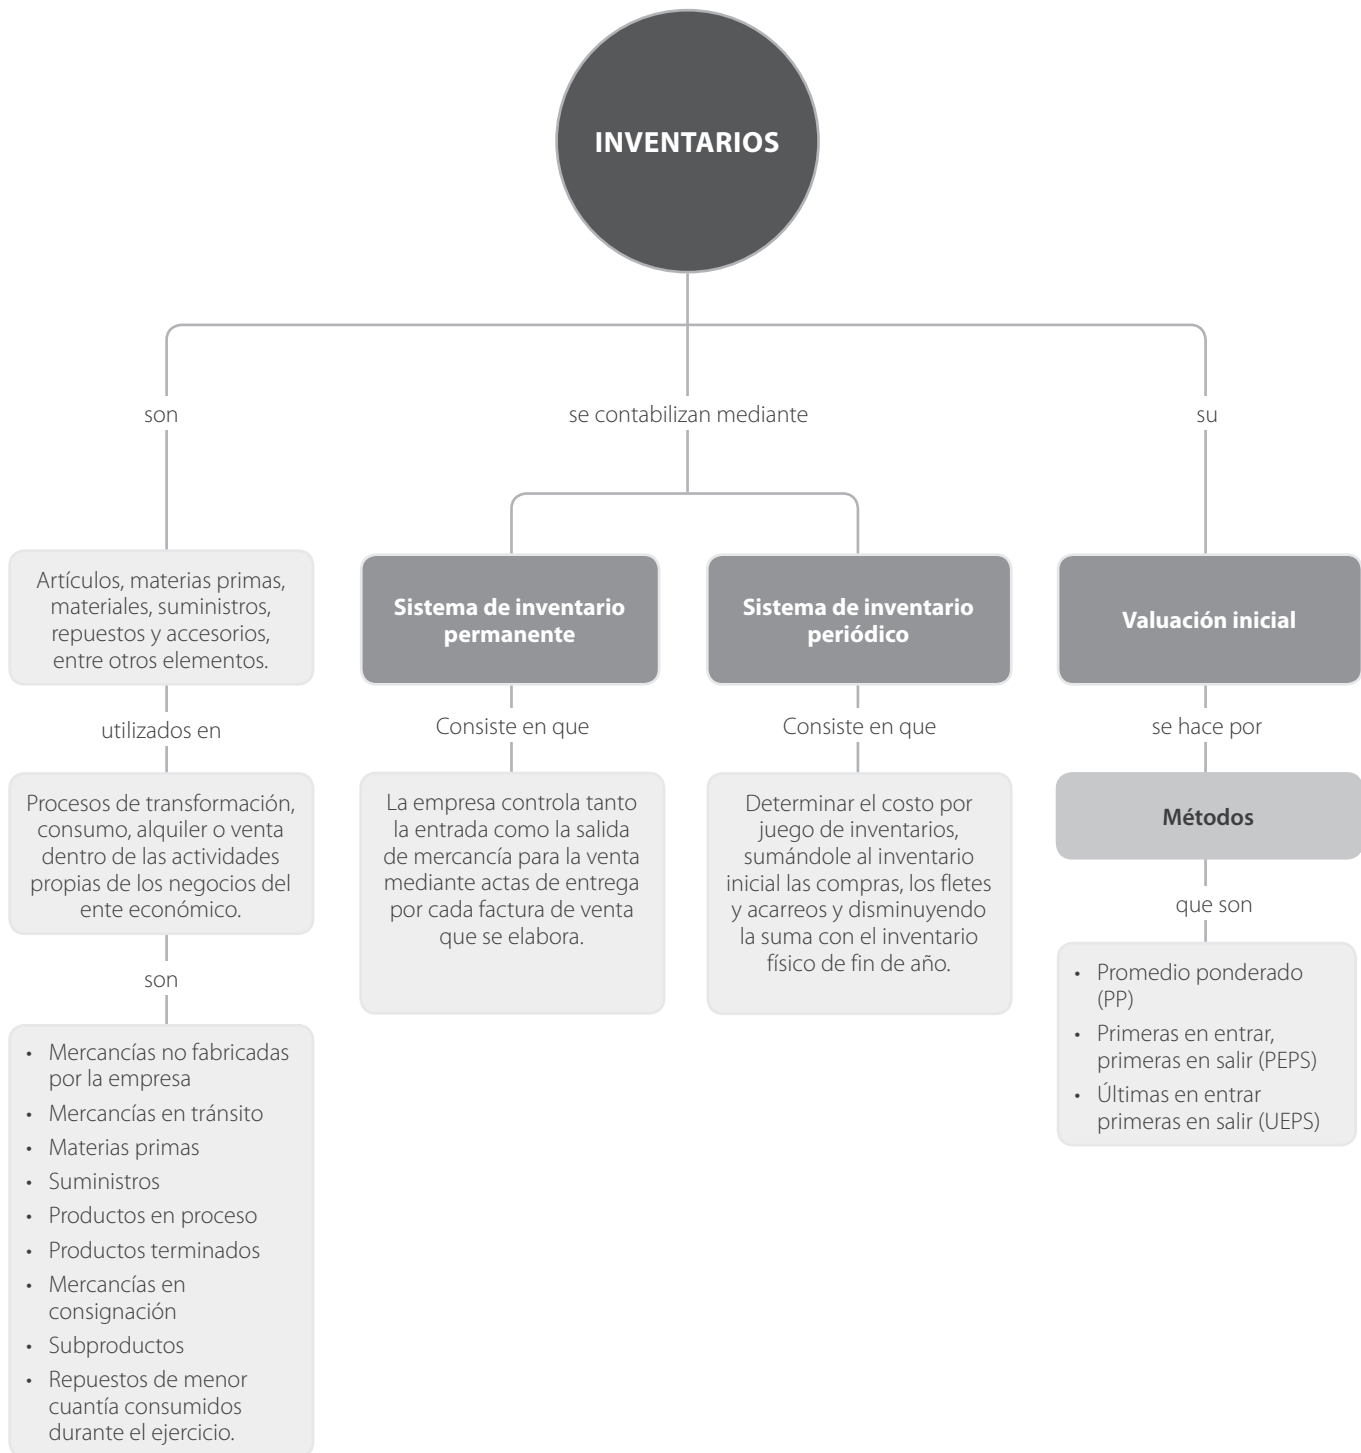 INVENTARIOS
son
se contabilizan mediante
su
Artículos, materias primas,
materiales, suministros,
repuestos y accesorios,
entre otros elementos.
Sistema de inventario
permanente
Sistema de inventario
periódico
Valuación inicial
utilizados en
Consiste en que
Consiste en que
se hace por
Procesos de transformación,
consumo, alquiler o venta
dentro de las actividades
propias de los negocios del
ente económico.
La empresa controla tanto
la entrada como la salida
de mercancía para la venta
mediante actas de entrega
por cada factura de venta
que se elabora.
Determinar el costo por
juego de inventarios,
sumándole al inventario
inicial las compras, los fletes
y acarreos y disminuyendo
la suma con el inventario
físico de fin de año.
Métodos
que son
• Promedio ponderado
(PP)
• Primeras en entrar,
primeras en salir (PEPS)
• Últimas en entrar
primeras en salir (UEPS)
son
• Mercancías no fabricadas
por la empresa
• Mercancías en tránsito
• Materias primas
• Suministros
• Productos en proceso
• Productos terminados
• Mercancías en
consignación
• Subproductos
• Repuestos de menor
cuantía consumidos
durante el ejercicio.